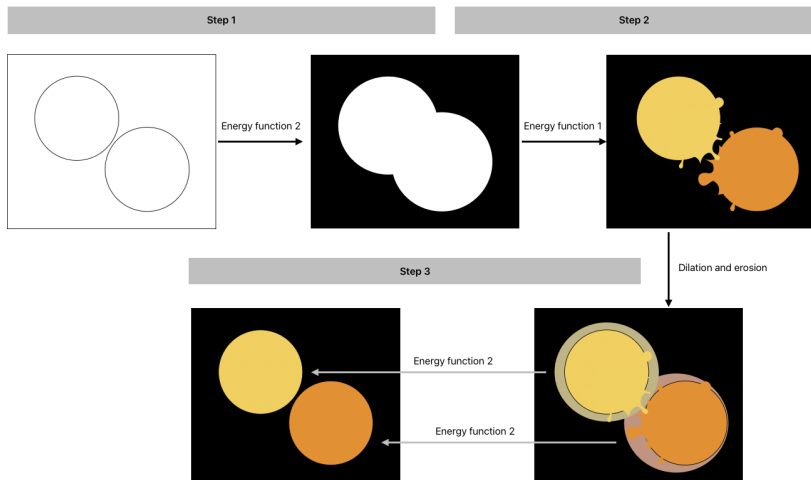 Step 1
Step 2
Energy function 2
Energy function 1
Dilation and erosion
Step 3
Energy function 2
Energy function 2